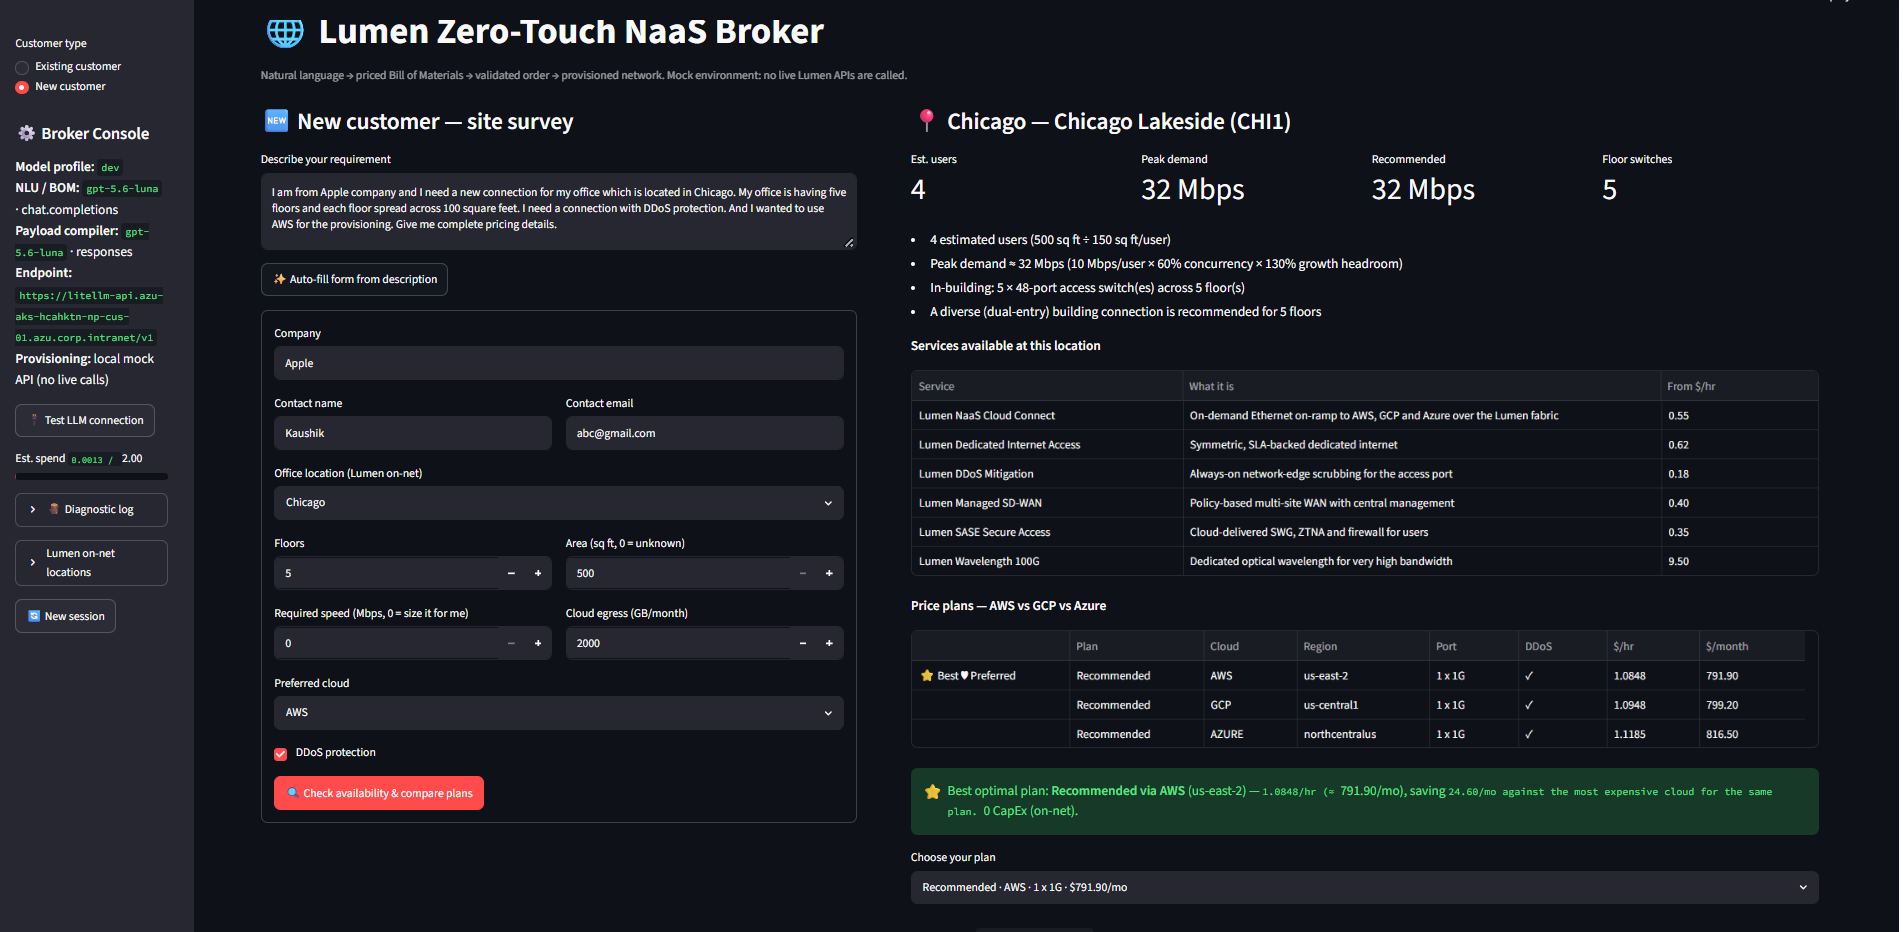 Customer type
Existing customer
New customer
Broker Console
Model profile: dev
NLU / BOM: gpt-5.6-luna
· chat.completions
Payload compiler: gpt-
5.6-luna · responses
Endpoint:
https://litellm-api.azu-
aks-hcahktn-np-cus-
01.azu.corp.intranet/v1
Provisioning: local mock
API (no live calls)
Test LLM connection
Est. spend 0.0013 / 2.00
Diagnostic log
Lumen on-net
locations
New session
Lumen Zero-Touch NaaS Broker
Natural language → priced Bill of Materials → validated order → provisioned network. Mock environment: no live Lumen APIs are called.
NEW New customer — site survey
Describe your requirement
I am from Apple company and I need a new connection for my office which is located in Chicago. My office is having five
floors and each floor spread across 100 square feet. I need a connection with DDoS protection. And I wanted to use
AWS for the provisioning. Give me complete pricing details.
Auto-fill form from description
Company
Apple
Contact name Contact email
Kaushik abc@gmail.com
Office location (Lumen on-net)
Chicago
Floors Area (sq ft, 0 = unknown)
5 − + 500 − +
Required speed (Mbps, 0 = size it for me) Cloud egress (GB/month)
0 − + 2000 − +
Preferred cloud
AWS
DDoS protection
Check availability & compare plans
Chicago — Chicago Lakeside (CHI1)
Est. users Peak demand Recommended Floor switches
4 32 Mbps 32 Mbps 5
• 4 estimated users (500 sq ft ÷ 150 sq ft/user)
• Peak demand ≈ 32 Mbps (10 Mbps/user × 60% concurrency × 130% growth headroom)
• In-building: 5 × 48-port access switch(es) across 5 floor(s)
• A diverse (dual-entry) building connection is recommended for 5 floors
Services available at this location
Service What it is From $/hr
Lumen NaaS Cloud Connect On-demand Ethernet on-ramp to AWS, GCP and Azure over the Lumen fabric 0.55
Lumen Dedicated Internet Access Symmetric, SLA-backed dedicated internet 0.62
Lumen DDoS Mitigation Always-on network-edge scrubbing for the access port 0.18
Lumen Managed SD-WAN Policy-based multi-site WAN with central management 0.40
Lumen SASE Secure Access Cloud-delivered SWG, ZTNA and firewall for users 0.35
Lumen Wavelength 100G Dedicated optical wavelength for very high bandwidth 9.50
Price plans — AWS vs GCP vs Azure
Plan Cloud Region Port DDoS $/hr $/month
⭐ Best ♥ Preferred Recommended AWS us-east-2 1 x 1G ✓ 1.0848 791.90
Recommended GCP us-central1 1 x 1G ✓ 1.0948 799.20
Recommended AZURE northcentralus 1 x 1G ✓ 1.1185 816.50
Best optimal plan: Recommended via AWS (us-east-2) — 1.0848/hr (≈ 791.90/mo), saving 24.60/mo against the most expensive cloud for the same
plan. 0 CapEx (on-net).
Choose your plan
Recommended · AWS · 1 x 1G · $791.90/mo